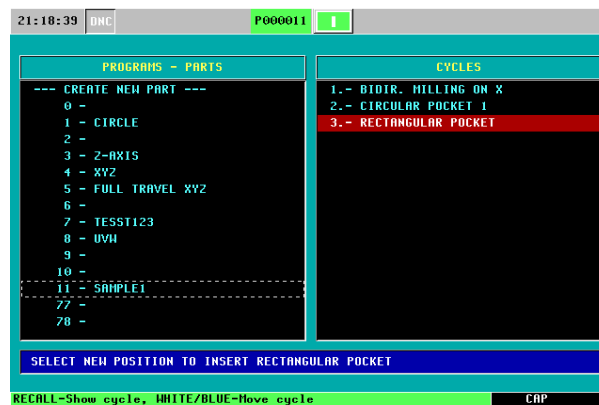 21:18:39 DNC P000011 I
PROGRAMS - PARTS
--- CREATE NEW PART ---
0 -
1 - CIRCLE
2 -
3 - Z-AXIS
4 - XYZ
5 - FULL TRAVEL XYZ
6 -
7 - TESST123
8 - UVW
9 -
10 -
11 - SAMPLE1
77 -
78 -
CYCLES
1.- BIDIR. MILLING ON X
2.- CIRCULAR POCKET 1
3.- RECTANGULAR POCKET
SELECT NEW POSITION TO INSERT RECTANGULAR POCKET
RECALL-Show cycle, WHITE/BLUE-Move cycle CAP